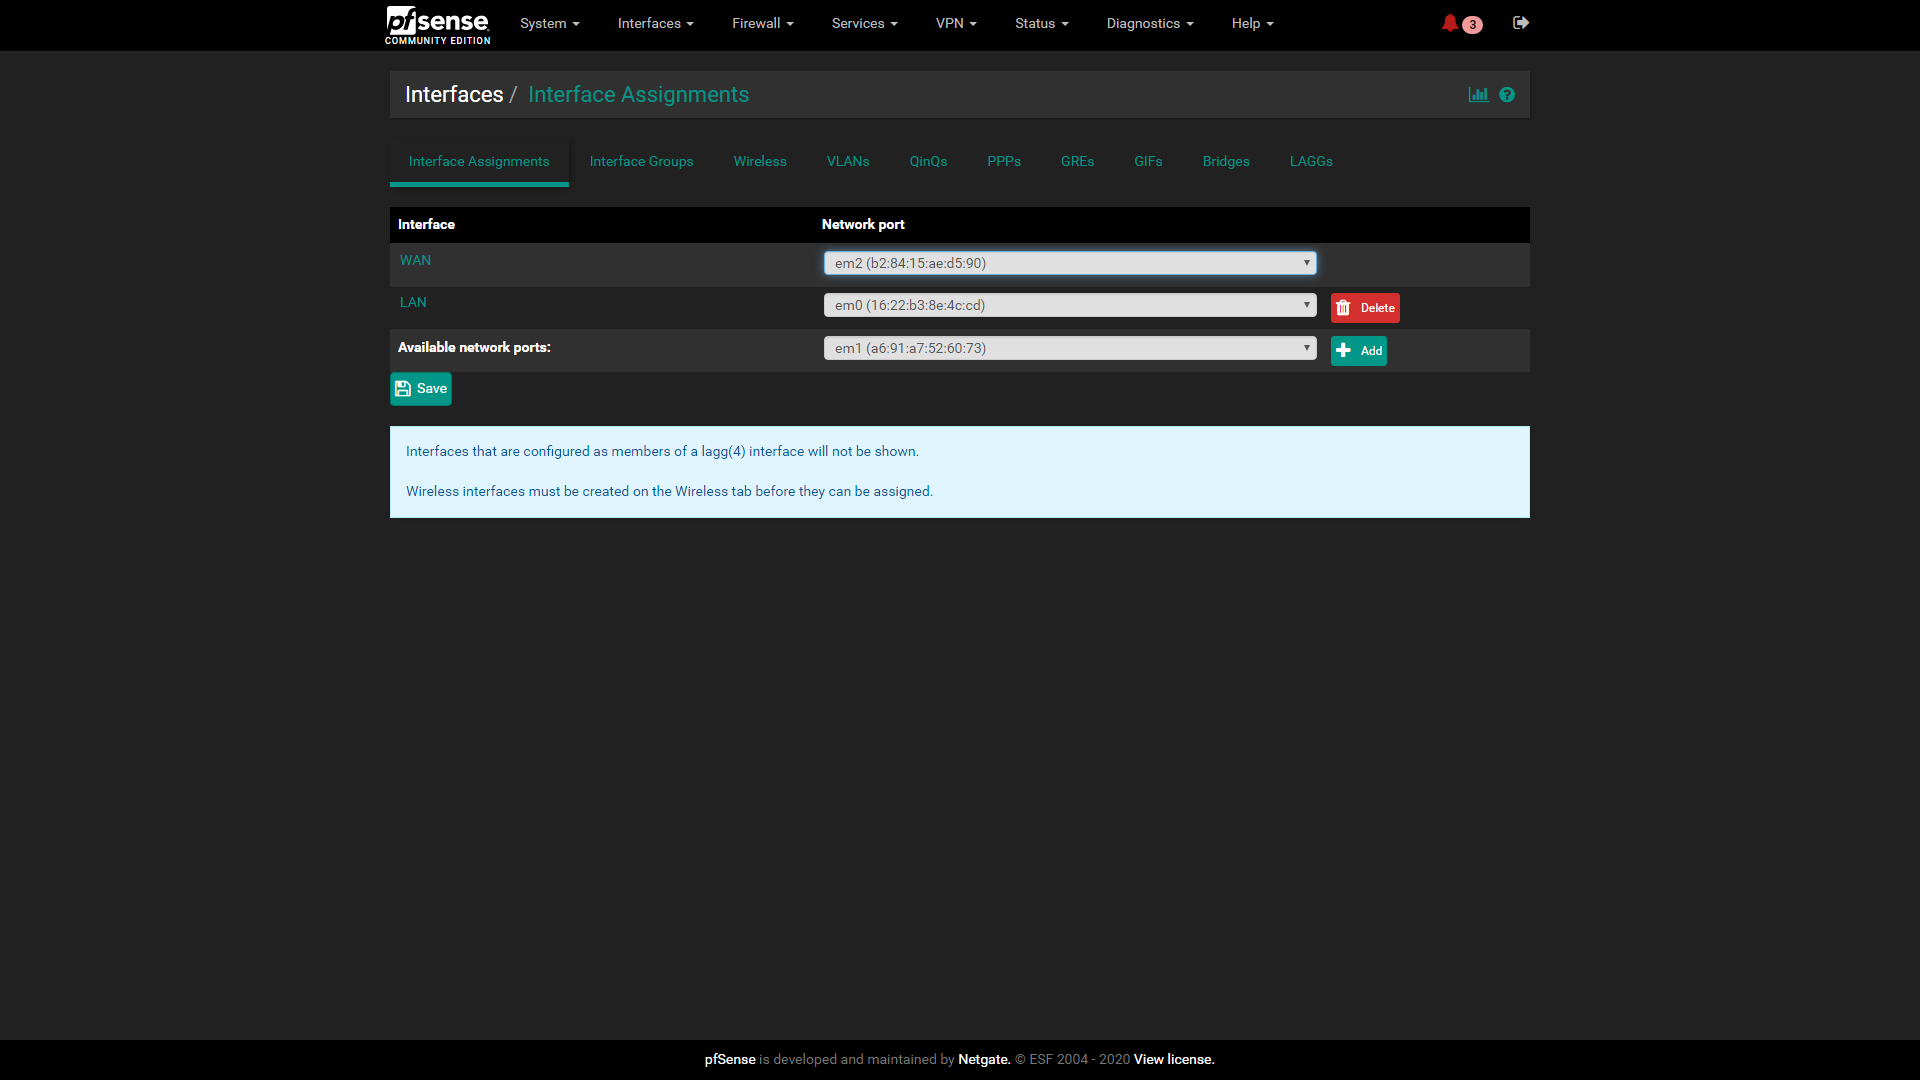 pfsense
COMMUNITY EDITION
System
Interfaces
Firewall
Services
VPN
Status
Diagnostics
Help
3
Interfaces / Interface Assignments
Interface Assignments
Interface Groups
Wireless
VLANs
QinQs
PPPs
GREs
GIFs
Bridges
LAGGs
Interface
Network port
WAN
em2 (b2:84:15:ae:d5:90)
LAN
em0 (16:22:b3:8e:4c:cd)
Delete
Available network ports:
em1 (a6:91:a7:52:60:73)
Add
Save
Interfaces that are configured as members of a lagg(4) interface will not be shown.
Wireless interfaces must be created on the Wireless tab before they can be assigned.
pfSense is developed and maintained by Netgate. © ESF 2004 - 2020 View license.